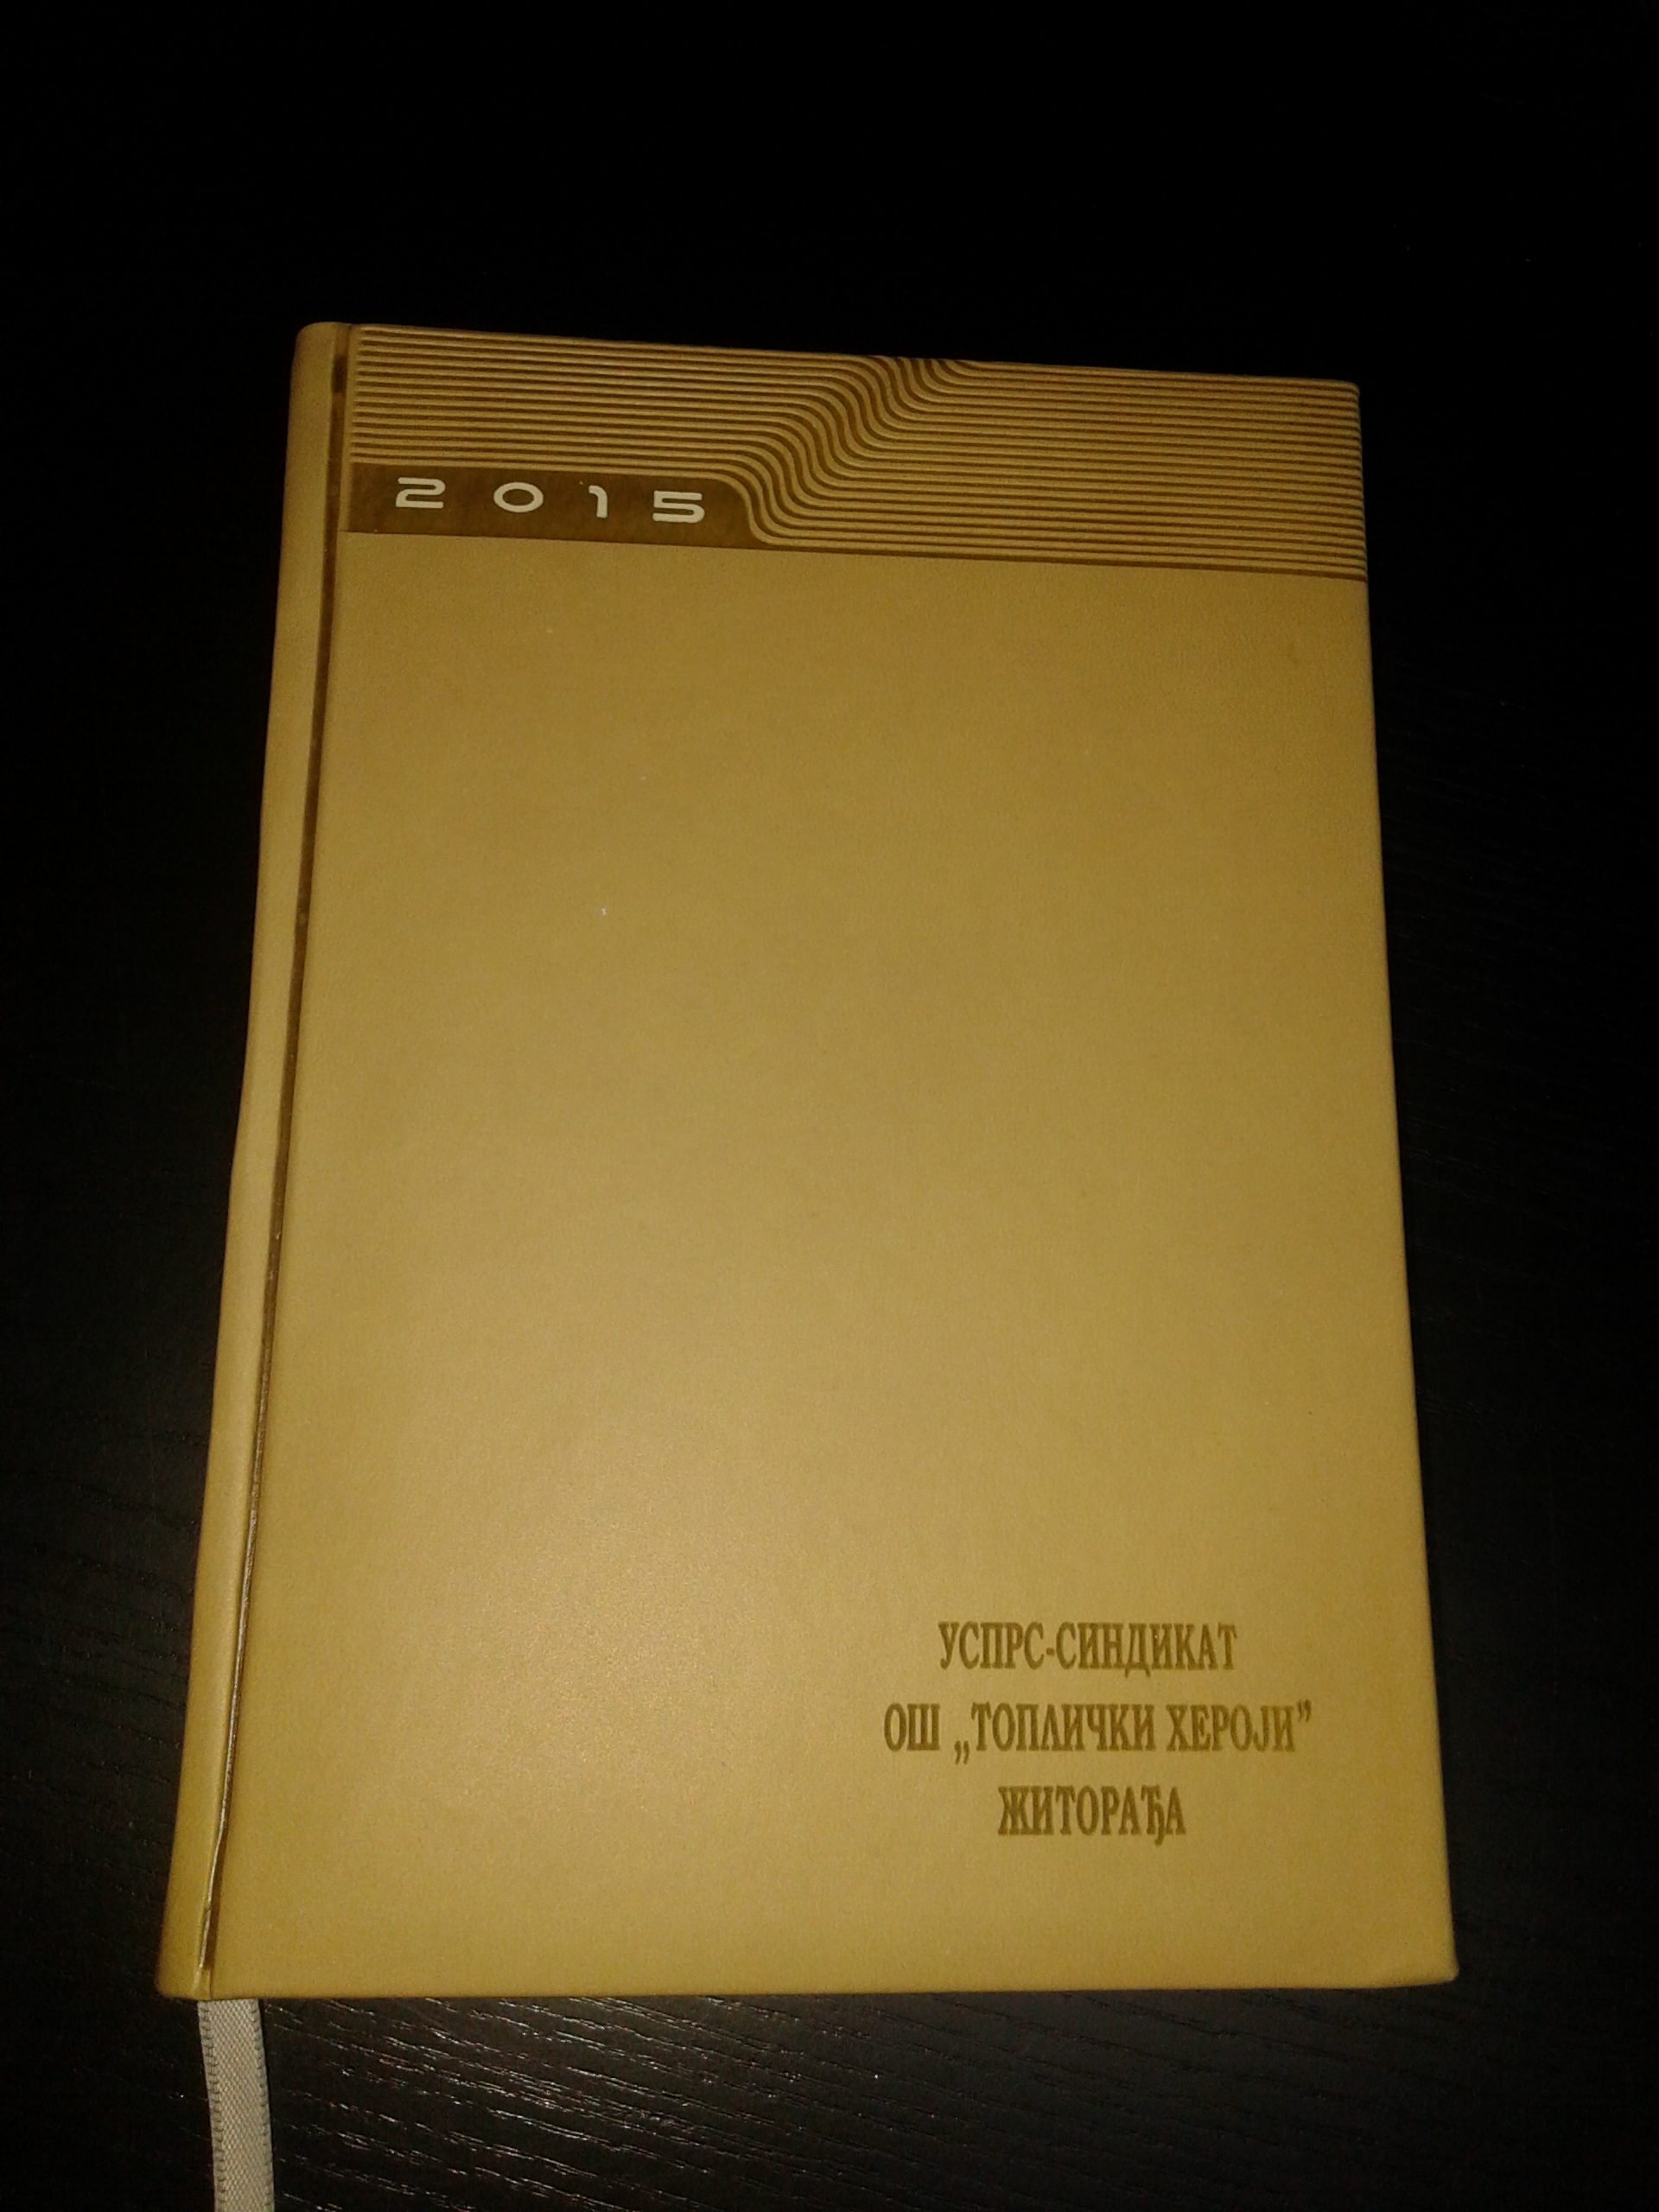 2015
УСПРС-СИНДИКАТ
ОШ „ТОПЛИЧКИ ХЕРОЈИ”
ЖИТОРАЂА